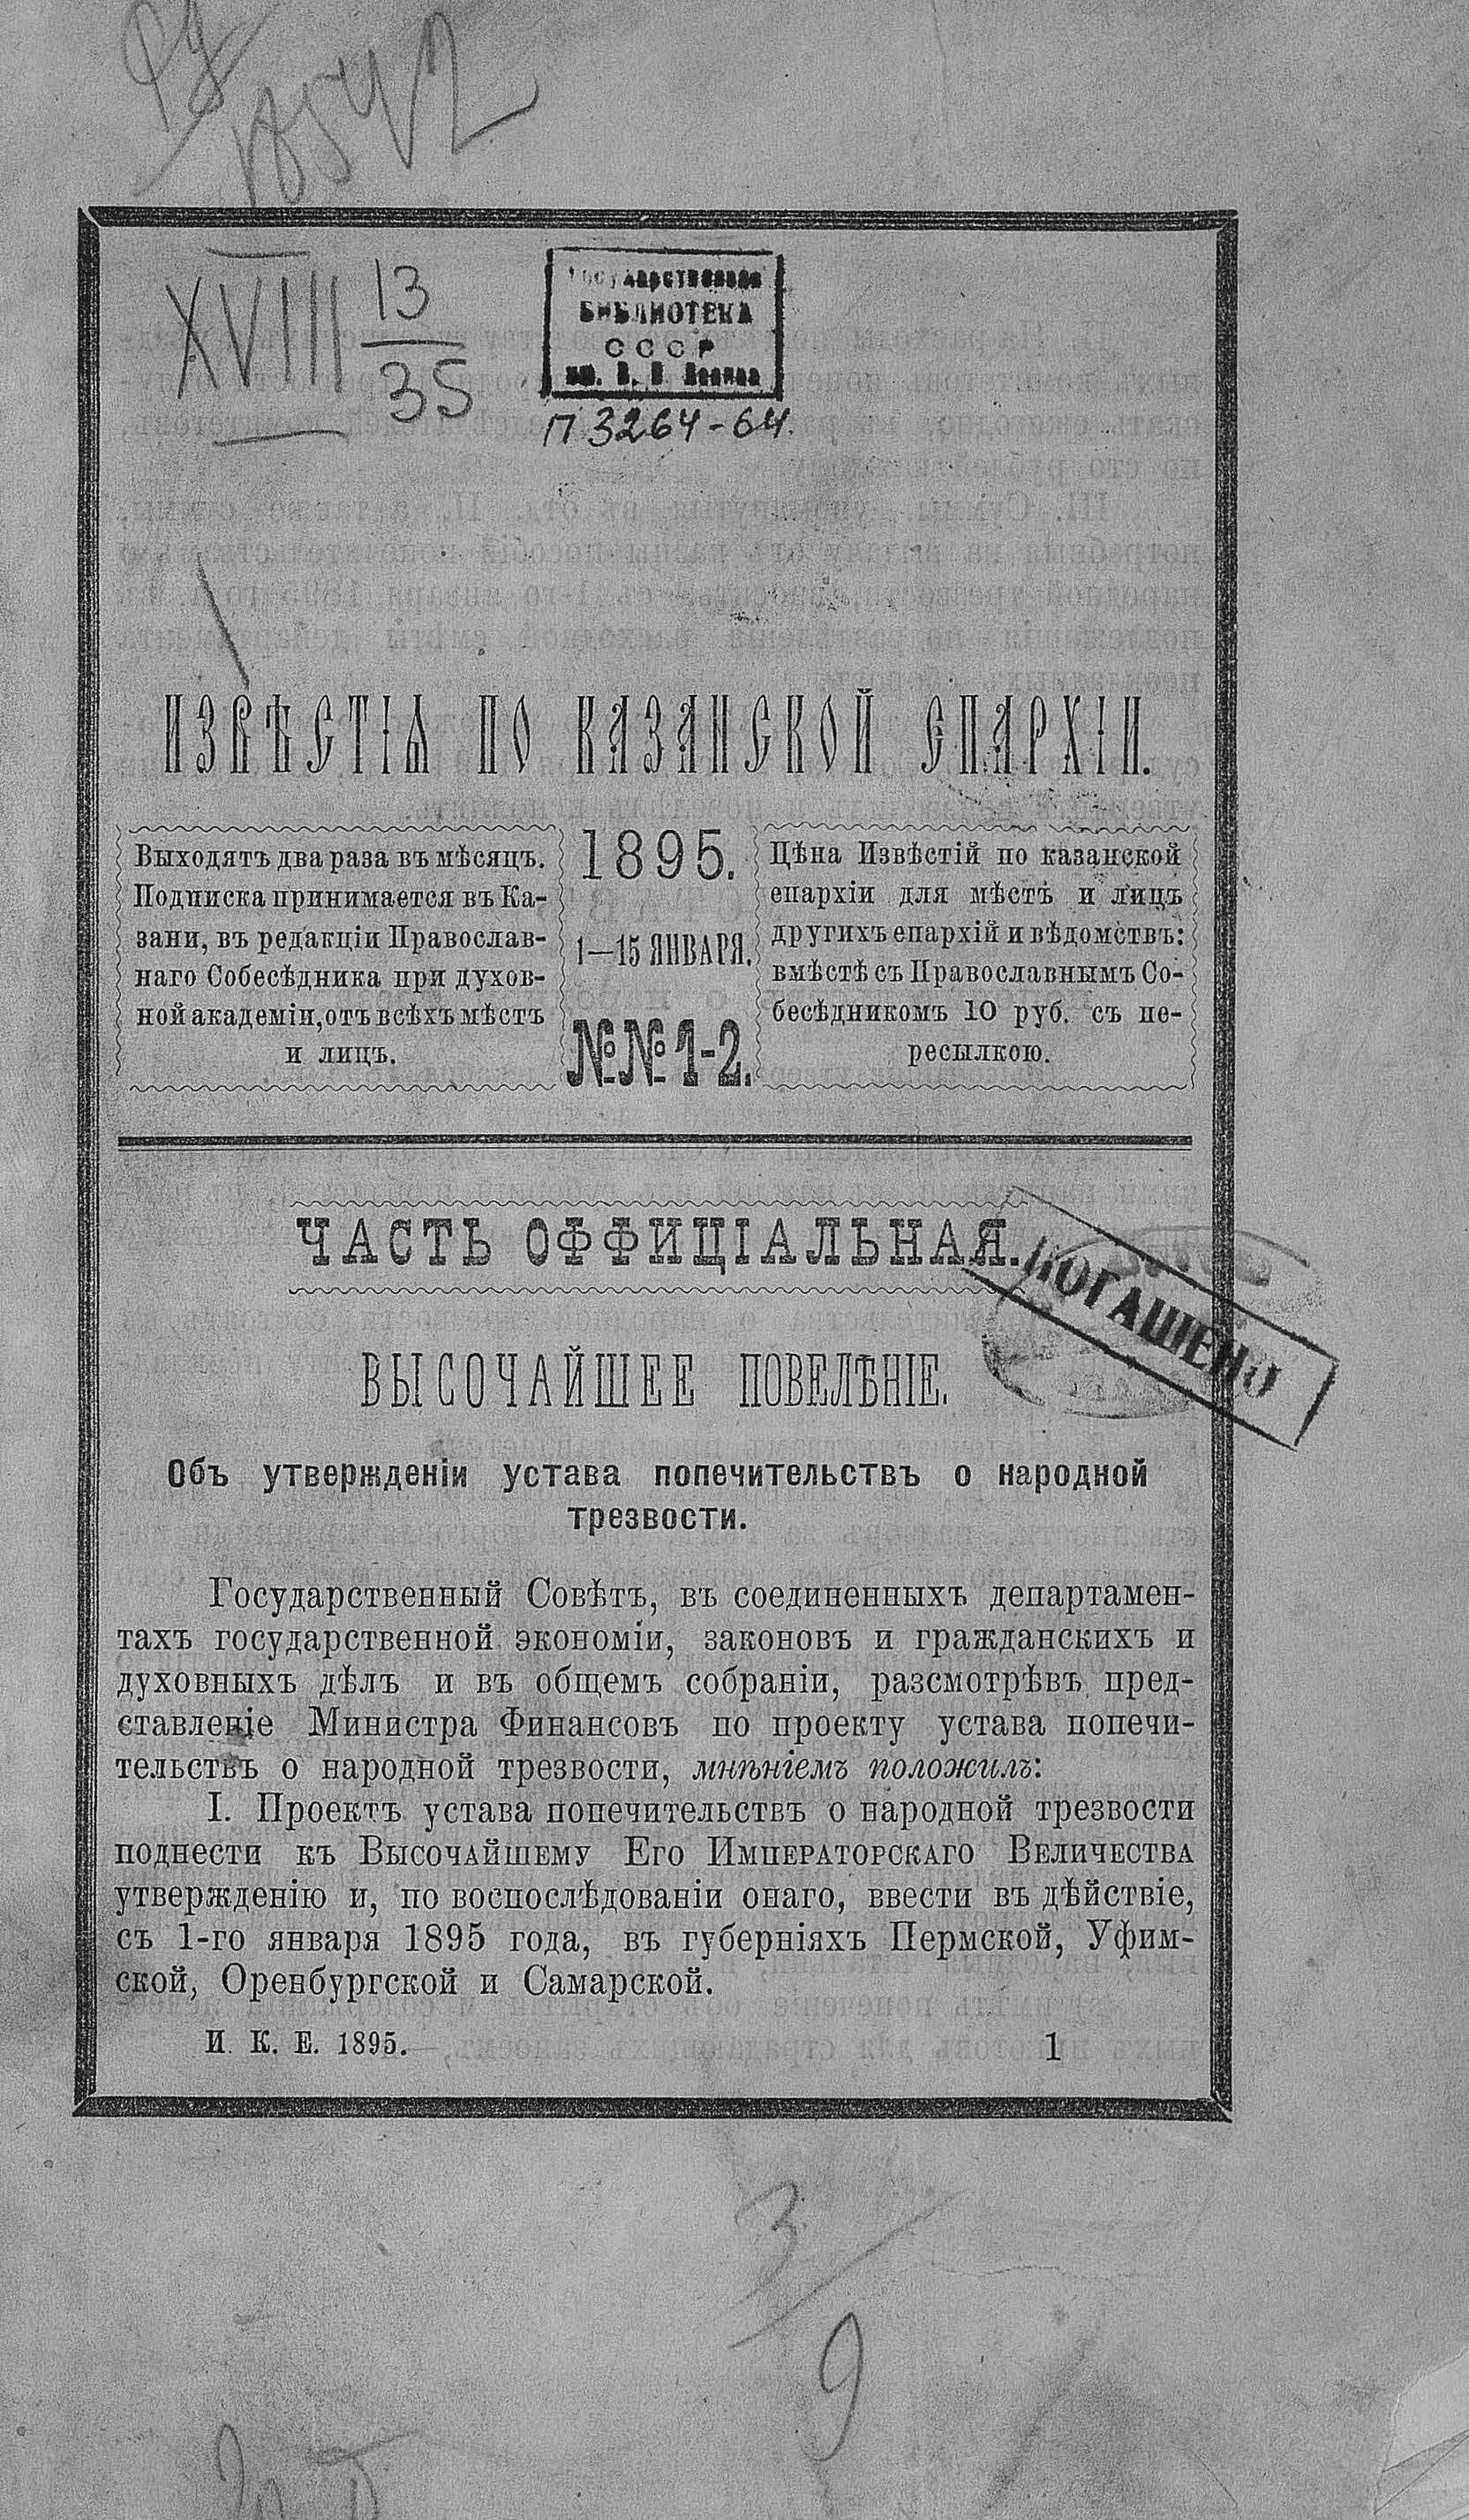 XVIII 13
35
Государственная
БИБЛИОТЕКА
СССР
им. В. И. Ленина
П 3264-64.
ИЗВѢСТІѦ ПО КАЗАНСКОЙ ЕПАРХІИ.
Выходятъ два раза въ мѣсяцъ.
Подписка принимается въ Ка-
зани, въ редакціи Православ-
наго Собесѣдника при духов-
ной академіи, отъ всѣхъ мѣстъ
и лицъ.
1895.
1—15 ЯНВАРЯ.
№№ 1-2.
Цѣна Извѣстій по казанской
епархіи для мѣстъ и лицъ
другихъ епархій и вѣдомствъ:
вмѣстѣ съ Православнымъ Со-
бесѣдникомъ 10 руб. съ пе-
ресылкою.
ЧАСТЬ ОФФИЦІАЛЬНАЯ.
ПОГАШЕНО
ВЫСОЧАЙШЕЕ ПОВЕЛѢНІЕ.
Объ утвержденіи устава попечительствъ о народной
трезвости.
Государственный Совѣтъ, въ соединенныхъ департамен-
тахъ государственной экономіи, законовъ и гражданскихъ и
духовныхъ дѣлъ и въ общемъ собраніи, разсмотрѣвъ пред-
ставленіе Министра Финансовъ по проекту устава попечи-
тельствъ о народной трезвости, мнѣніемъ положилъ:
I. Проектъ устава попечительствъ о народной трезвости
поднести къ Высочайшему Его Императорскаго Величества
утвержденію и, по воспослѣдованіи онаго, ввести въ дѣйствіе,
съ 1-го января 1895 года, въ губерніяхъ Пермской, Уфим-
ской, Оренбургской и Самарской.
И. К. Е. 1895. 1
3
9